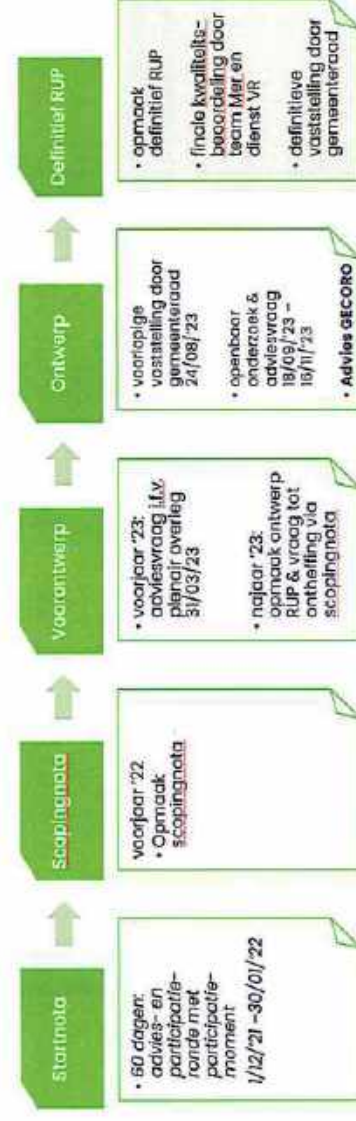 Startnota
• 60 dagen:
advies- en
participatie-
ronde met
participatie-
moment
1/12/'21 -30/01/'22
Scopingnota
voorjaar '22
• Opmaak
scopingnota
Voorontwerp
• voorjaar '23:
adviesvraag i.f.v.
plenair overleg
31/03/23
• najaar '23:
opmaak ontwerp
RUP & vraag tot
ontheffing via
scopingnota
Ontwerp
• voorlopige
vaststelling door
gemeenteraad
24/08/'23
• openbaar
onderzoek &
adviesvraag
18/09/'23 –
16/11/'23
• Advies GECORO
Definitief RUP
• opmaak
definitief RUP
• finale kwaliteits-
beoordeling door
team Mer en
dienst VR
• definitieve
vaststelling door
gemeenteraad